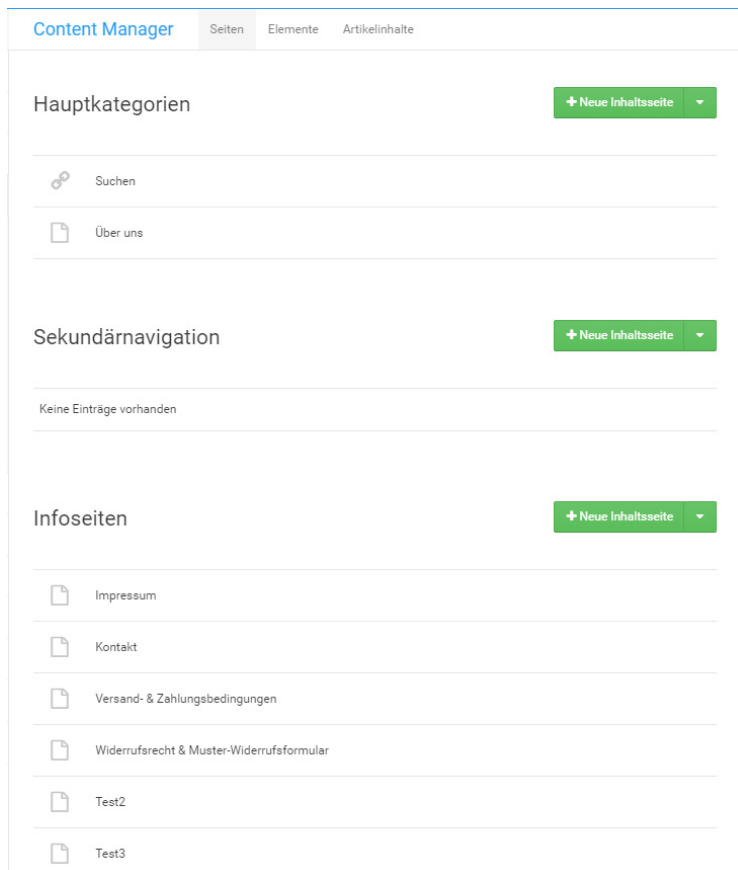 Content Manager Seiten Elemente Artikelinhalte
Hauptkategorien
Neue Inhaltsseite
Suchen
Über uns
Sekundärnavigation
Neue Inhaltsseite
Keine Einträge vorhanden
Infoseiten
Neue Inhaltsseite
Impressum
Kontakt
Versand- & Zahlungsbedingungen
Widerrufsrecht & Muster-Widerrufsformular
Test2
Test3